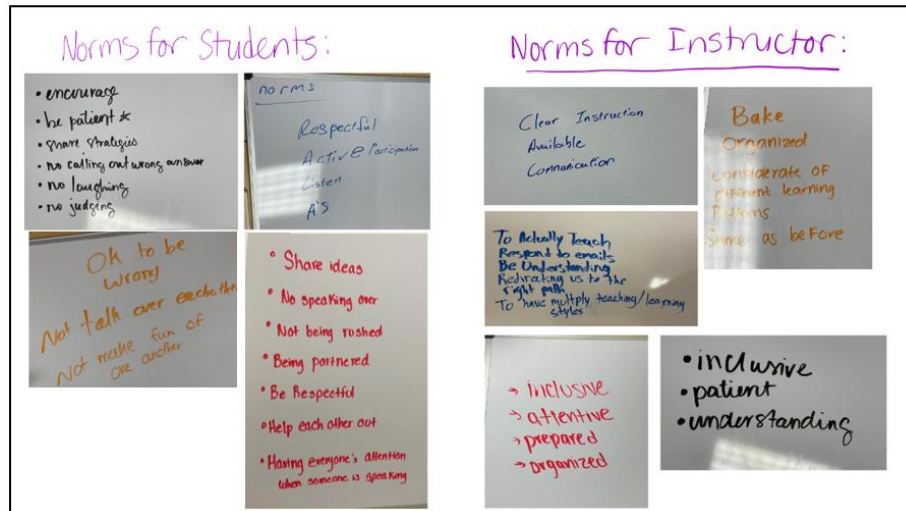 Norms for Students:
• encourage
• be patient *
• share strategies
• no calling out wrong answer
• no laughing
• no judging
norms
Respectful
Active Participation
Listen
A's
Ok to be
wrong
Not talk over eachother
Not make fun of
one another
• Share ideas
• No speaking over
• Not being rushed
• Being partnered
• Be Respectful
• Help each other out
• Having everyone's attention
when someone is speaking
Norms for Instructor:
Clear Instruction
Available
Communication
Bake
Organized
Considerate of
different learning
Patterns
Same as before
To Actually Teach
Respond to emails
Be Understanding
Redirecting us to the
right path
To have multiply teaching/learning
styles
→ inclusive
→ attentive
→ prepared
→ organized
• inclusive
• patient
• understanding